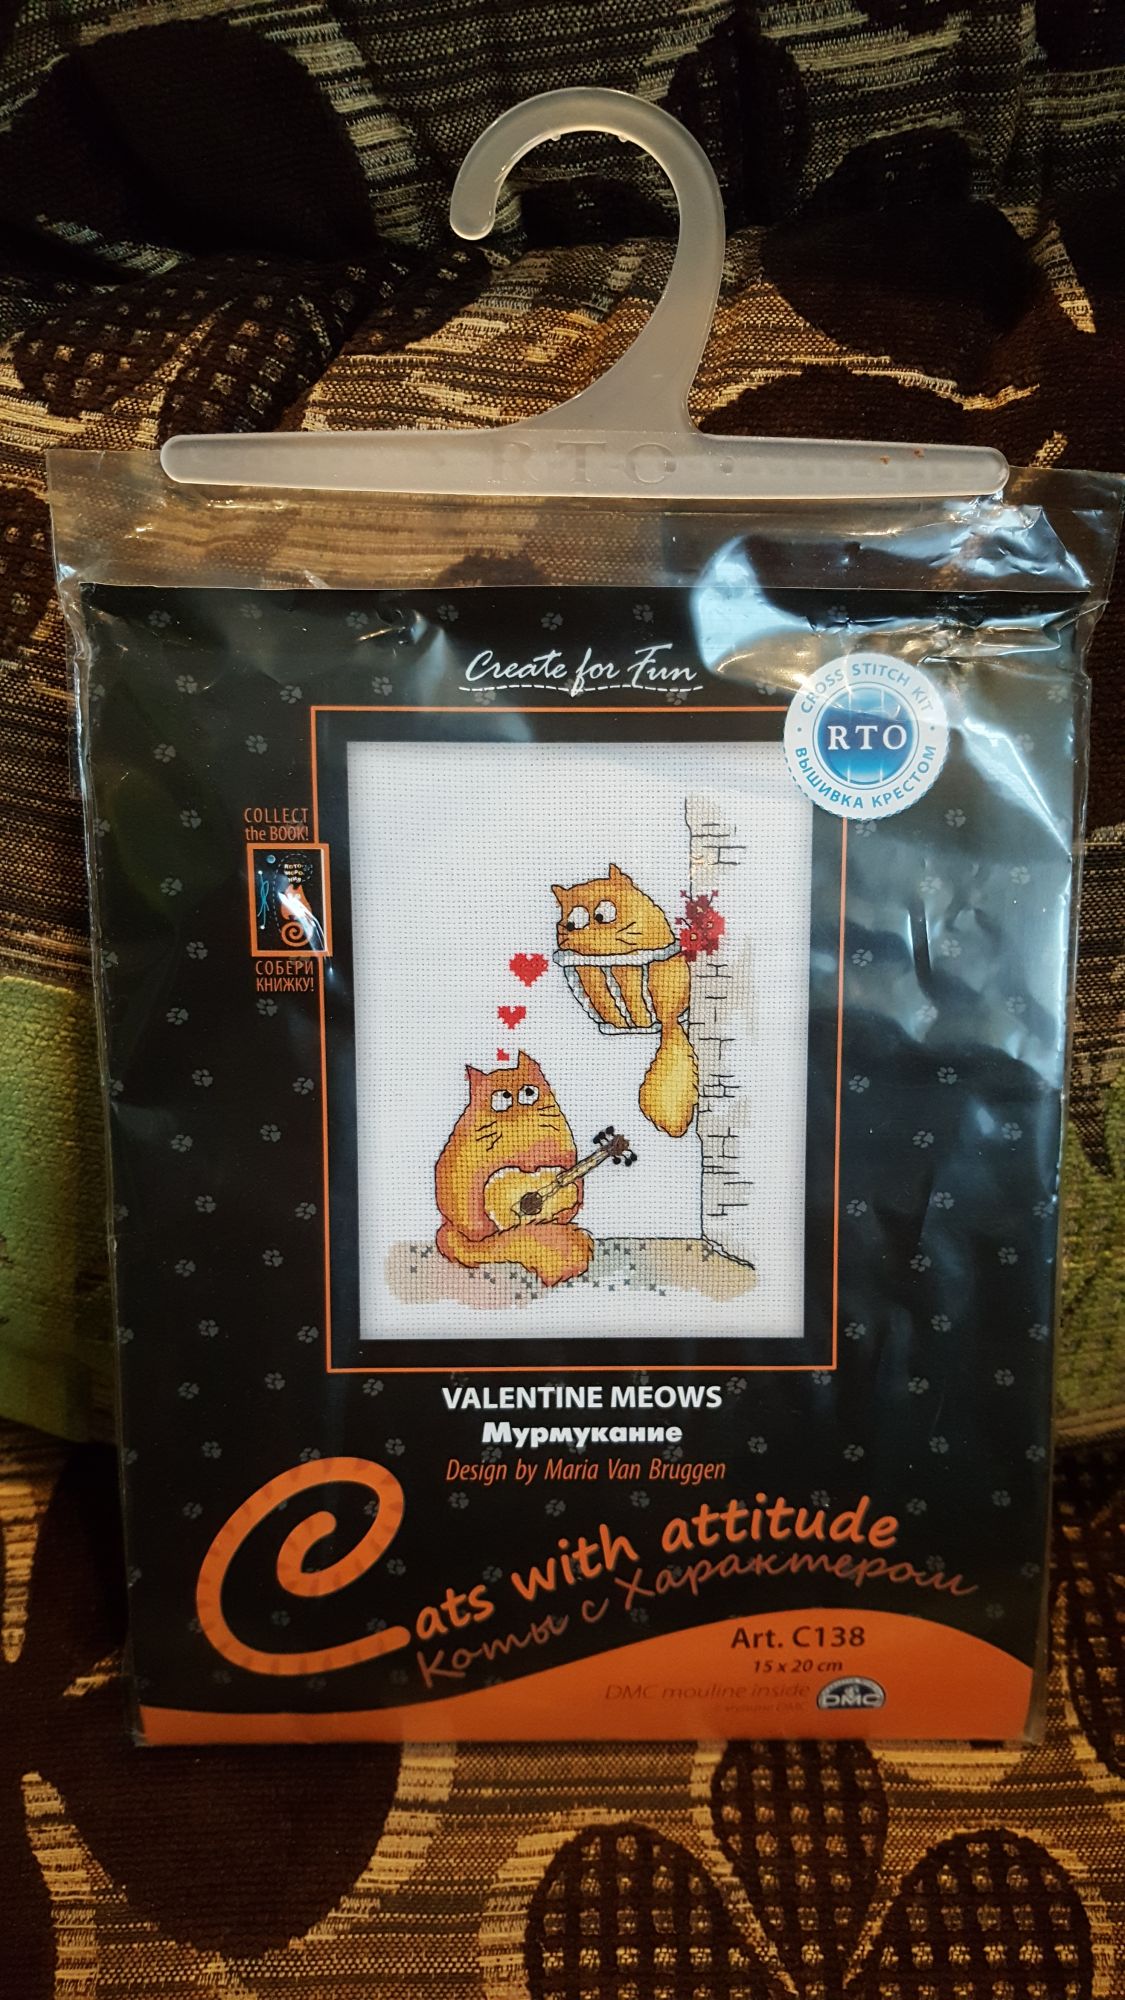 RTO
Create for Fun
CROSS STITCH KIT
RTO
ВЫШИВКА КРЕСТОМ
COLLECT
the BOOK!
СОБЕРИ
КНИЖКУ!
VALENTINE MEOWS
Мурмукание
Design by Maria Van Bruggen
Cats with attitude
Коты с Характером
Art. C138
15 x 20 cm
DMC mouline inside
DMC